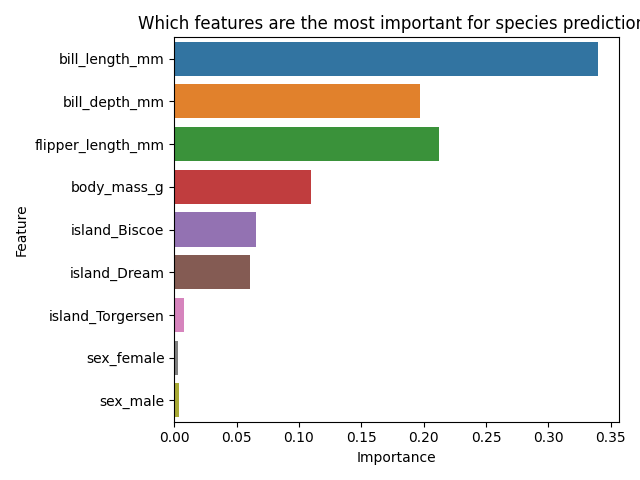 Which features are the most important for species prediction
bill_length_mm
bill_depth_mm
flipper_length_mm
body_mass_g
island_Biscoe
island_Dream
island_Torgersen
sex_female
sex_male
Feature
0.00 0.05 0.10 0.15 0.20 0.25 0.30 0.35
Importance